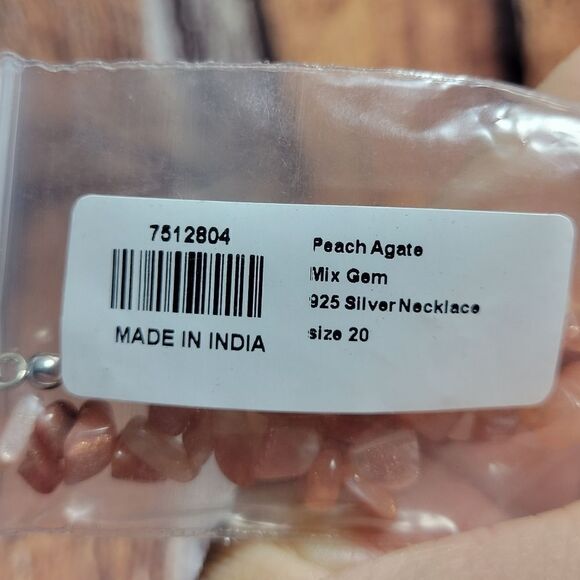 7512804
MADE IN INDIA
Peach Agate
Mix Gem
925 Silver Necklace
size 20